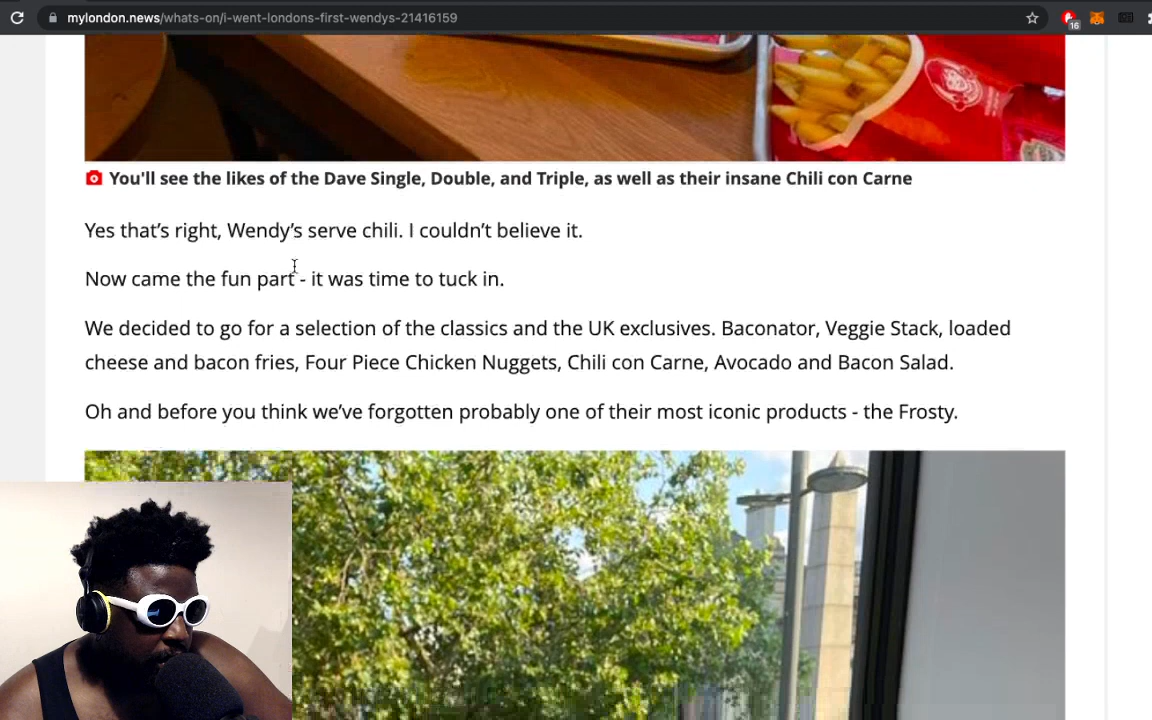 mylondon.news/whats-on/i-went-londons-first-wendys-21416159
16
You'll see the likes of the Dave Single, Double, and Triple, as well as their insane Chili con Carne
Yes that’s right, Wendy’s serve chili. I couldn’t believe it.
Now came the fun part - it was time to tuck in.
We decided to go for a selection of the classics and the UK exclusives. Baconator, Veggie Stack, loaded
cheese and bacon fries, Four Piece Chicken Nuggets, Chili con Carne, Avocado and Bacon Salad.
Oh and before you think we’ve forgotten probably one of their most iconic products - the Frosty.